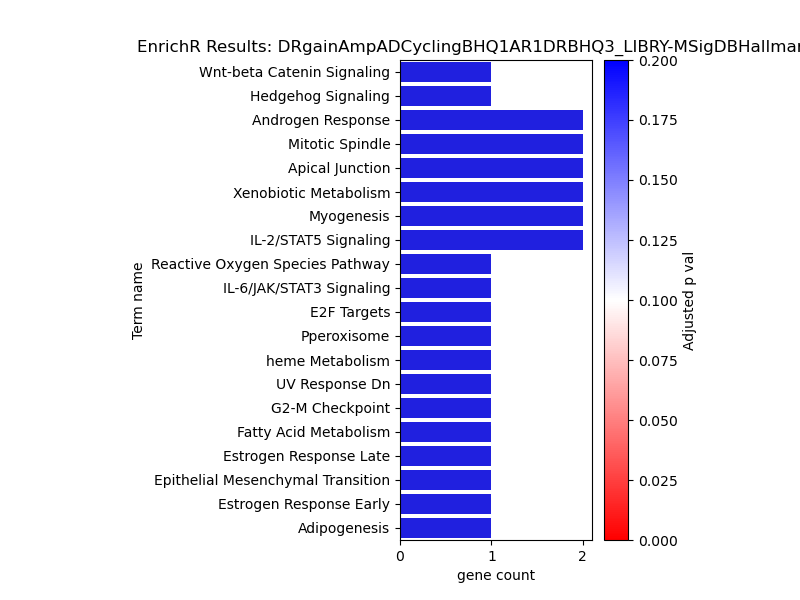 EnrichR Results: DRgainAmpADCyclingBHQ1AR1DRBHQ3_LIBRY-MSigDBHallmar
Wnt-beta Catenin Signaling
Hedgehog Signaling
Androgen Response
Mitotic Spindle
Apical Junction
Xenobiotic Metabolism
Myogenesis
IL-2/STAT5 Signaling
Reactive Oxygen Species Pathway
IL-6/JAK/STAT3 Signaling
E2F Targets
Pperoxisome
heme Metabolism
UV Response Dn
G2-M Checkpoint
Fatty Acid Metabolism
Estrogen Response Late
Epithelial Mesenchymal Transition
Estrogen Response Early
Adipogenesis
Term name
0 1 2
gene count
0.200
0.175
0.150
0.125
0.100
0.075
0.050
0.025
0.000
Adjusted p val